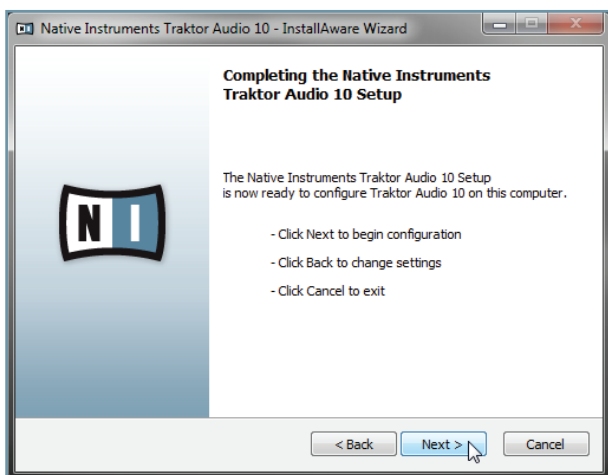 Native Instruments Traktor Audio 10 - InstallAware Wizard
Completing the Native Instruments
Traktor Audio 10 Setup
The Native Instruments Traktor Audio 10 Setup
is now ready to configure Traktor Audio 10 on this computer.
- Click Next to begin configuration
- Click Back to change settings
- Click Cancel to exit
N I
< Back Next > Cancel